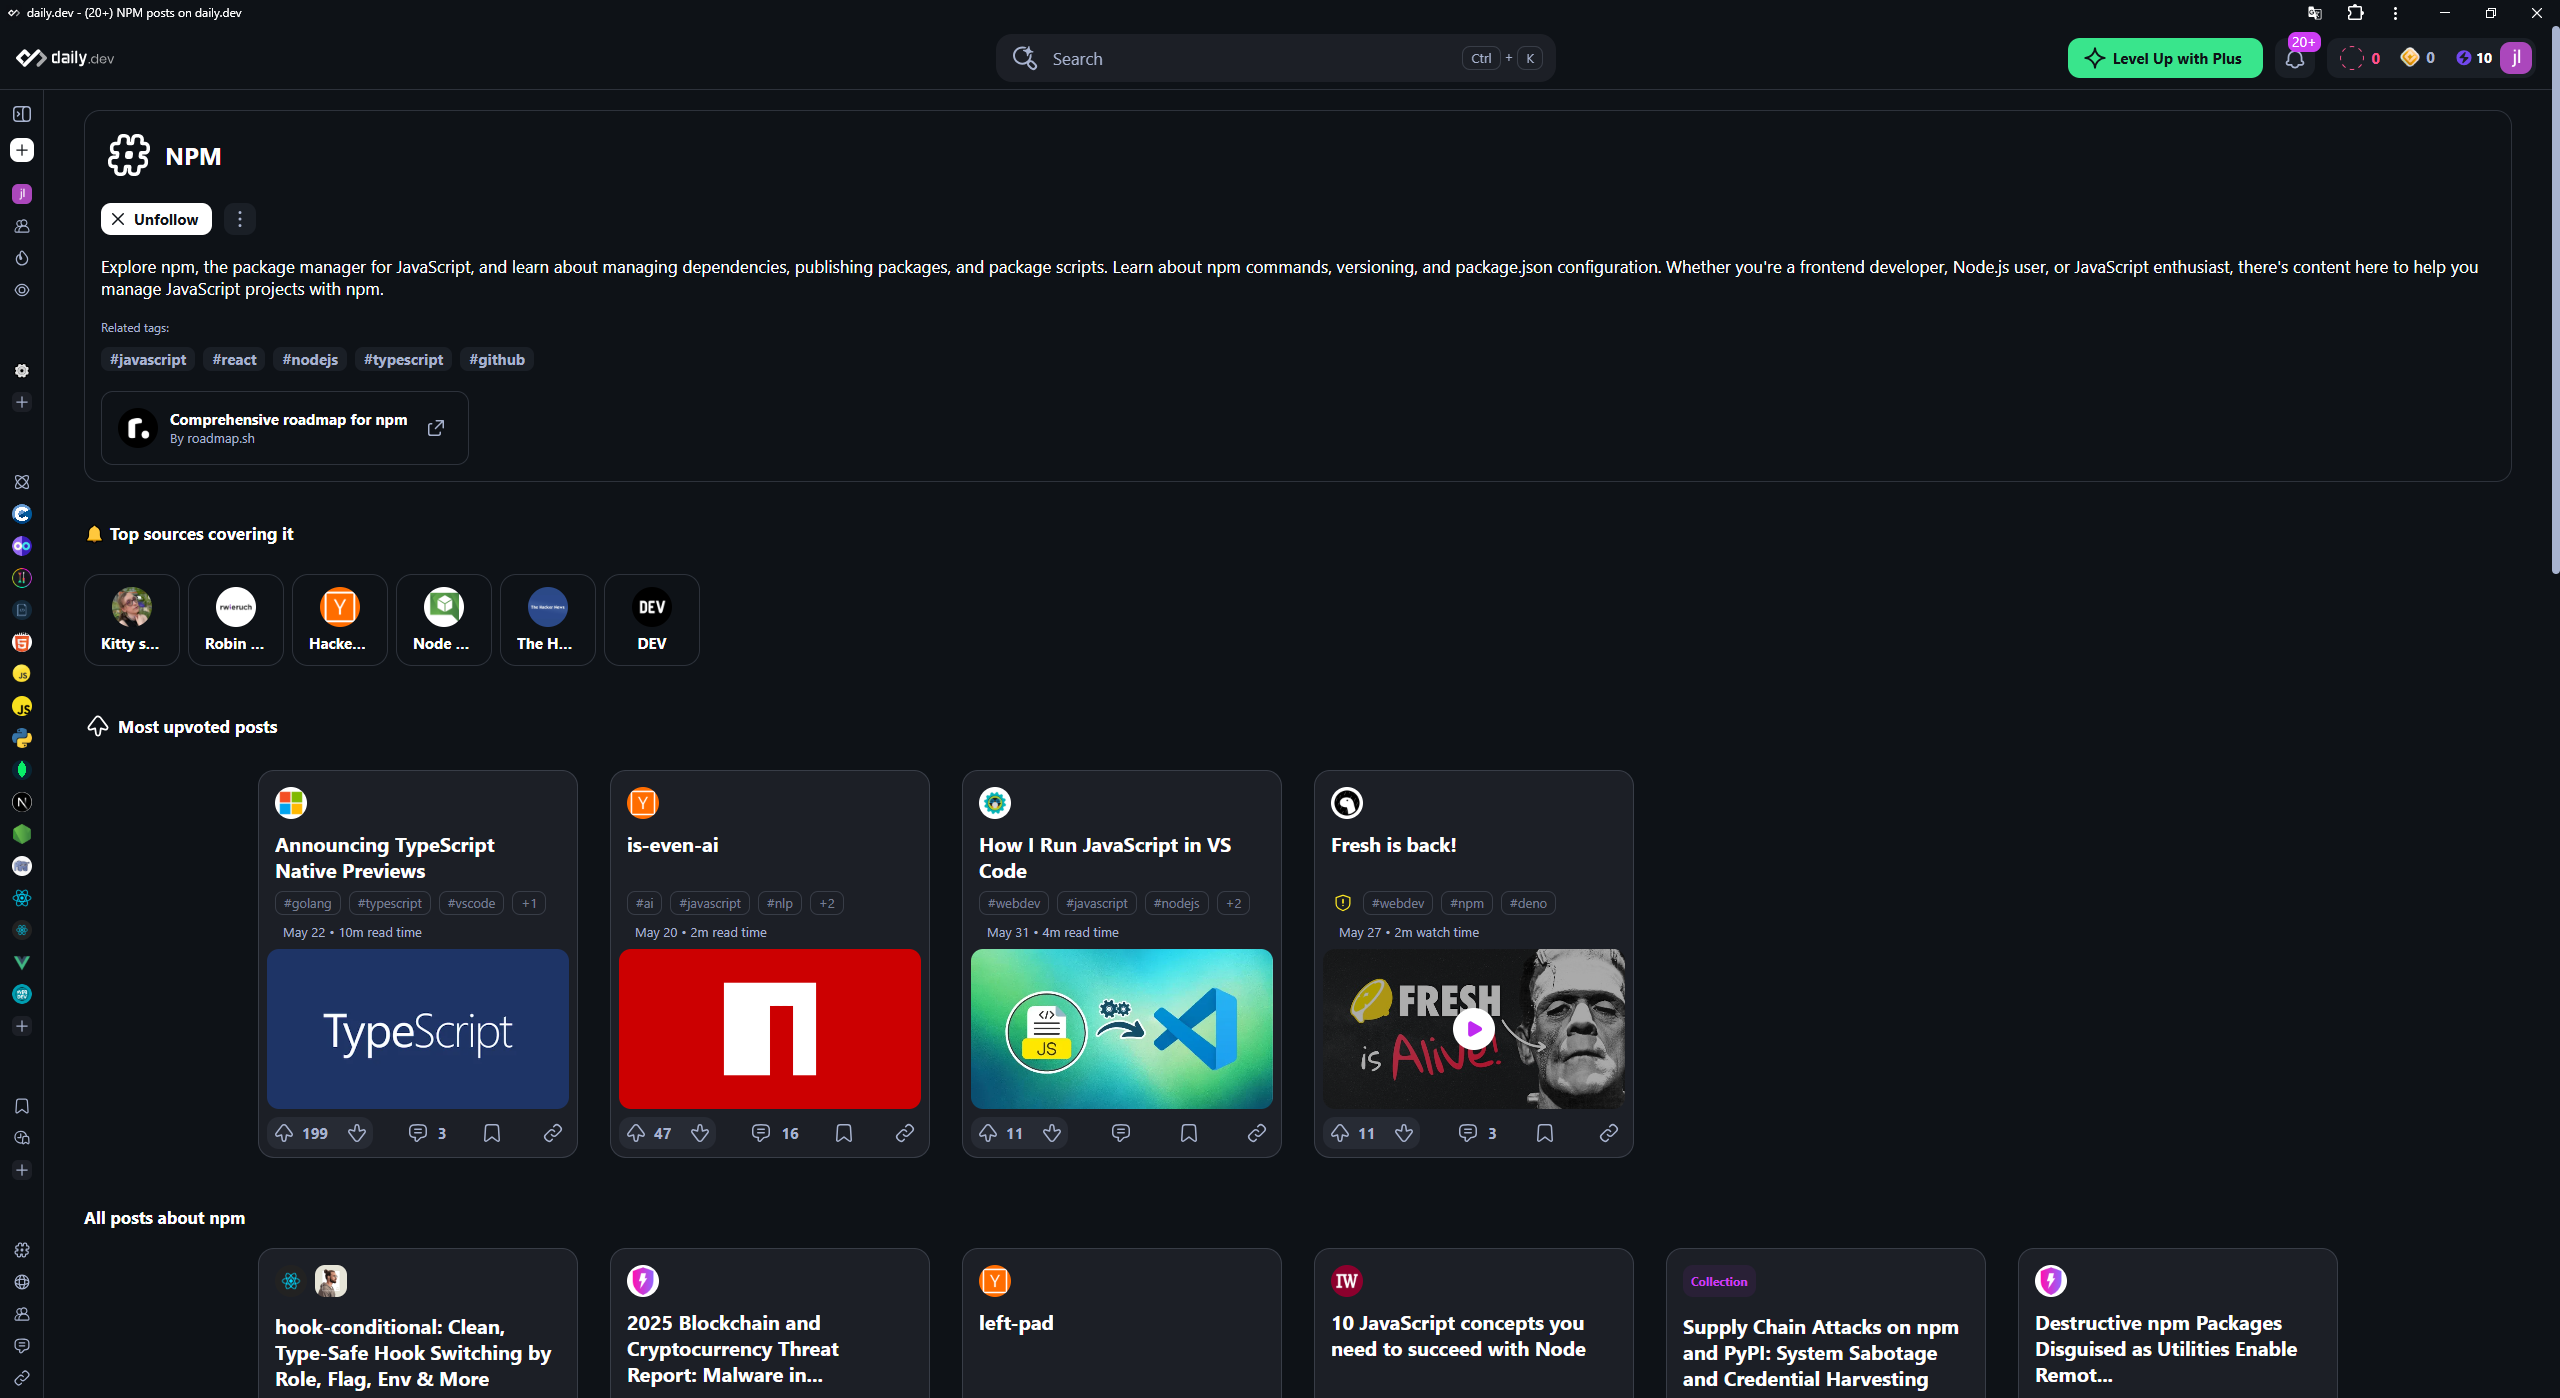 daily.dev - (20+) NPM posts on daily.dev
daily.dev
Search
Ctrl + K
Level Up with Plus
20+
0
0
10
jl
jl
NPM
Unfollow
Explore npm, the package manager for JavaScript, and learn about managing dependencies, publishing packages, and package scripts. Learn about npm commands, versioning, and package.json configuration. Whether you're a frontend developer, Node.js user, or JavaScript enthusiast, there's content here to help you
manage JavaScript projects with npm.
Related tags:
#javascript #react #nodejs #typescript #github
Comprehensive roadmap for npm
By roadmap.sh
Top sources covering it
rwieruch
Y
The Hacker News
DEV
Kitty s... Robin ... Hacke... Node ... The H... DEV
Most upvoted posts
Y
Announcing TypeScript
Native Previews
#golang #typescript #vscode +1
May 22 • 10m read time
TypeScript
199 3
is-even-ai
#ai #javascript #nlp +2
May 20 • 2m read time
47 16
How I Run JavaScript in VS
Code
#webdev #javascript #nodejs +2
May 31 • 4m read time
JS
11
Fresh is back!
#webdev #npm #deno
May 27 • 2m watch time
FRESH
is Alive!
11 3
All posts about npm
hook-conditional: Clean,
Type-Safe Hook Switching by
Role, Flag, Env & More
2025 Blockchain and
Cryptocurrency Threat
Report: Malware in...
Y
left-pad
IW
10 JavaScript concepts you
need to succeed with Node
Collection
Supply Chain Attacks on npm
and PyPI: System Sabotage
and Credential Harvesting
Destructive npm Packages
Disguised as Utilities Enable
Remot...